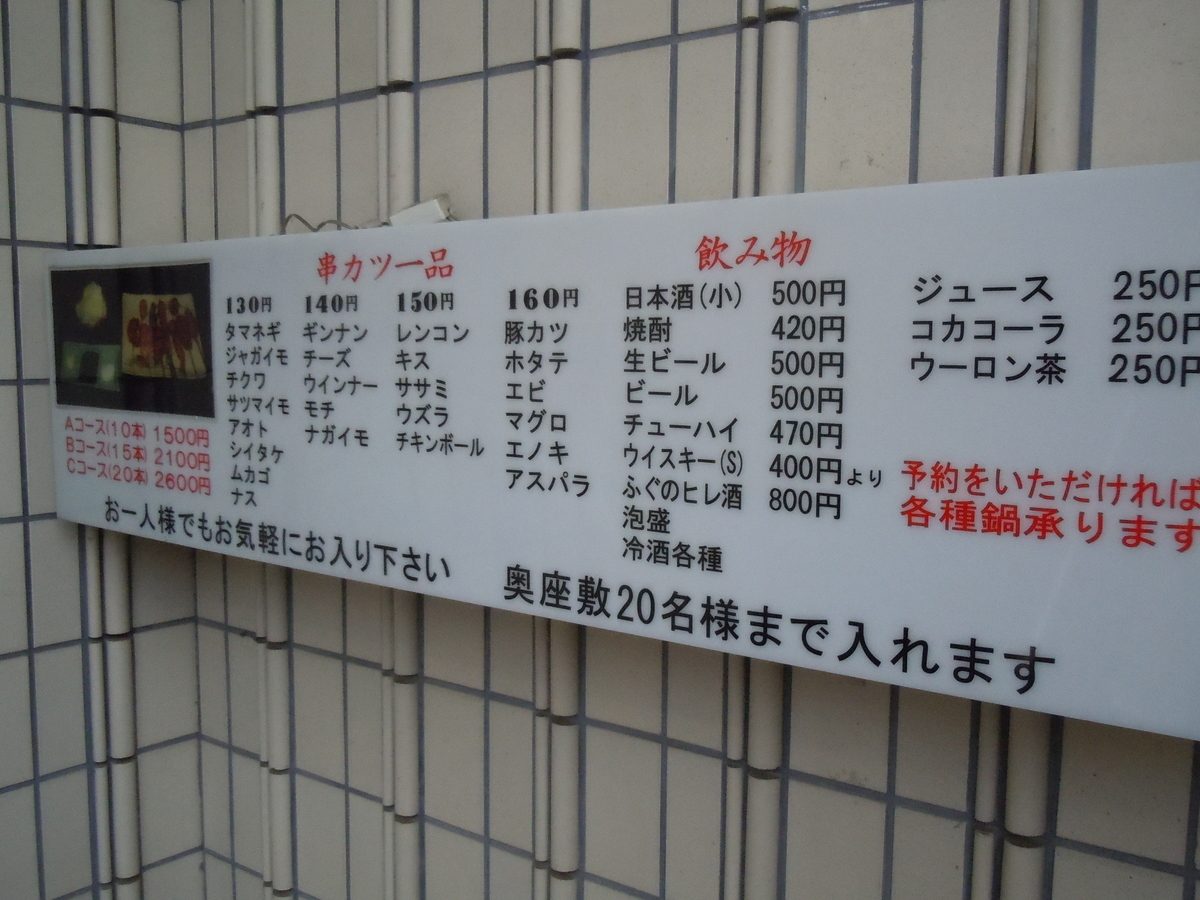 串カツ一品
130円
タマネギ
ジャガイモ
チクワ
サツマイモ
アオト
シイタケ
ムカゴ
ナス
140円
ギンナン
チーズ
ウインナー
モチ
ナガイモ
150円
レンコン
キス
ササミ
ウズラ
チキンボール
160円
豚カツ
ホタテ
エビ
マグロ
エノキ
アスパラ
Aコース(10本) 1500円
Bコース(15本) 2100円
Cコース(20本) 2600円
お一人様でもお気軽にお入り下さい
飲み物
日本酒(小) 500円
焼酎 420円
生ビール 500円
ビール 500円
チューハイ 470円
ウイスキー(S) 400円より
ふぐのヒレ酒 800円
泡盛
冷酒各種
ジュース 250円
コカコーラ 250円
ウーロン茶 250円
予約をいただければ
各種鍋承ります
奥座敷20名様まで入れます